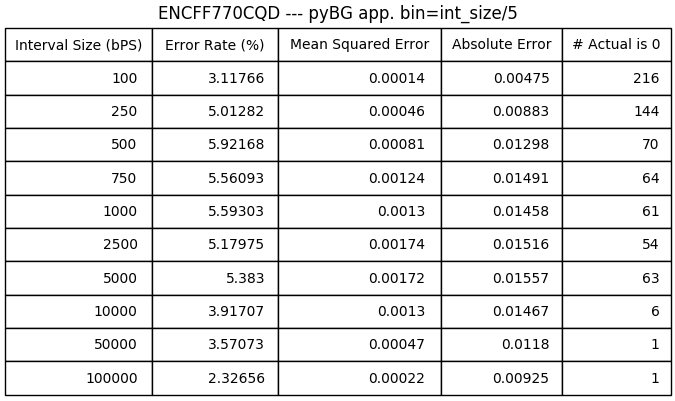 ENCFF770CQD --- pyBG app. bin=int_size/5
Interval Size (bPS) Error Rate (%) Mean Squared Error Absolute Error # Actual is 0
100 3.11766 0.00014 0.00475 216
250 5.01282 0.00046 0.00883 144
500 5.92168 0.00081 0.01298 70
750 5.56093 0.00124 0.01491 64
1000 5.59303 0.0013 0.01458 61
2500 5.17975 0.00174 0.01516 54
5000 5.383 0.00172 0.01557 63
10000 3.91707 0.0013 0.01467 6
50000 3.57073 0.00047 0.0118 1
100000 2.32656 0.00022 0.00925 1